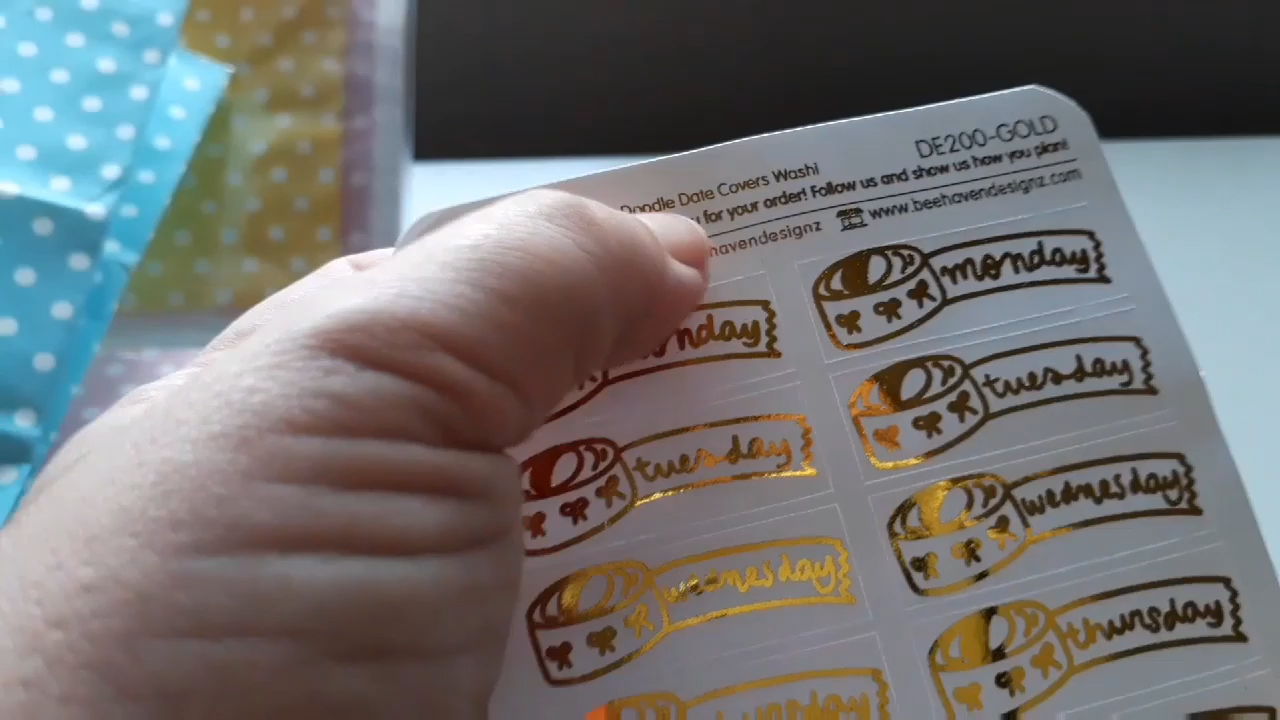 DE200-GOLD
Doodle Date Covers Washi
for your order! Follow us and show us how you plan!
havendesignz www.beehavendesignz.com
monday
nday
tuesday
tuesday
wednesday
wednesday
thursday
thursday